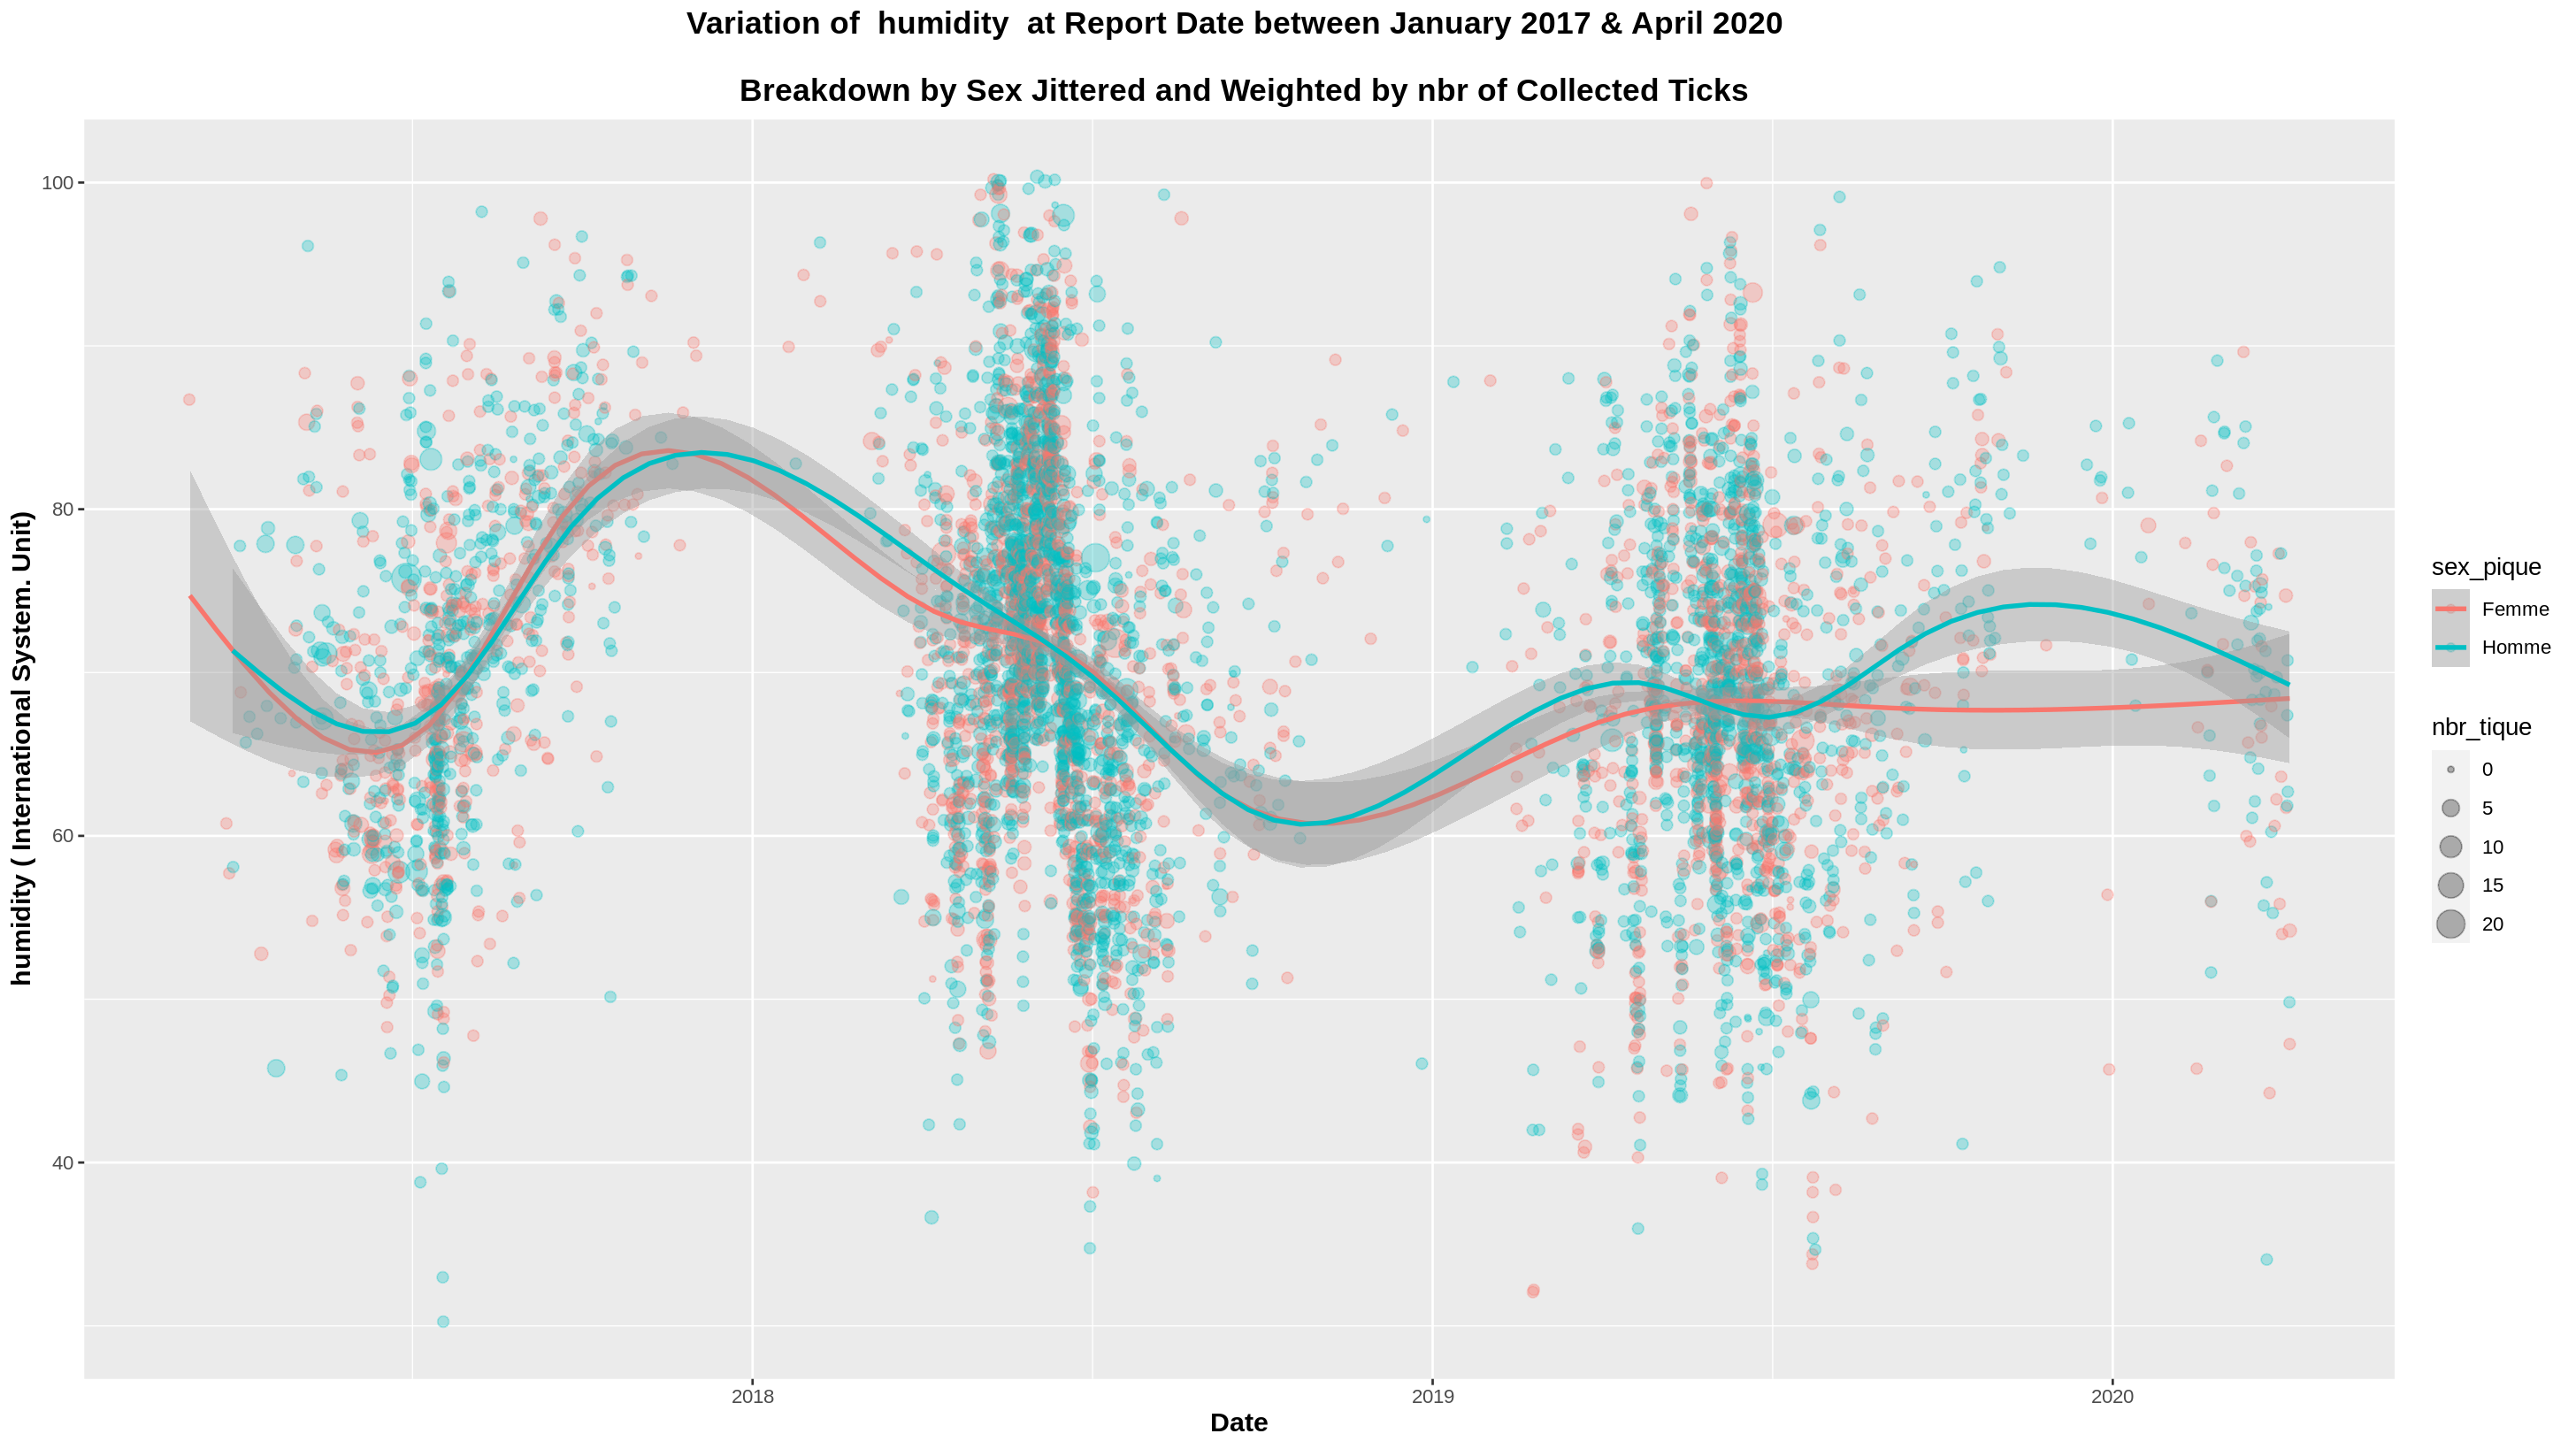 Variation of  humidity  at Report Date between January 2017 & April 2020
Breakdown by Sex Jittered and Weighted by nbr of Collected Ticks
humidity ( International System. Unit)
100
80
60
40
2018
2019
2020
Date
sex_pique
Femme
Homme
nbr_tique
0
5
10
15
20